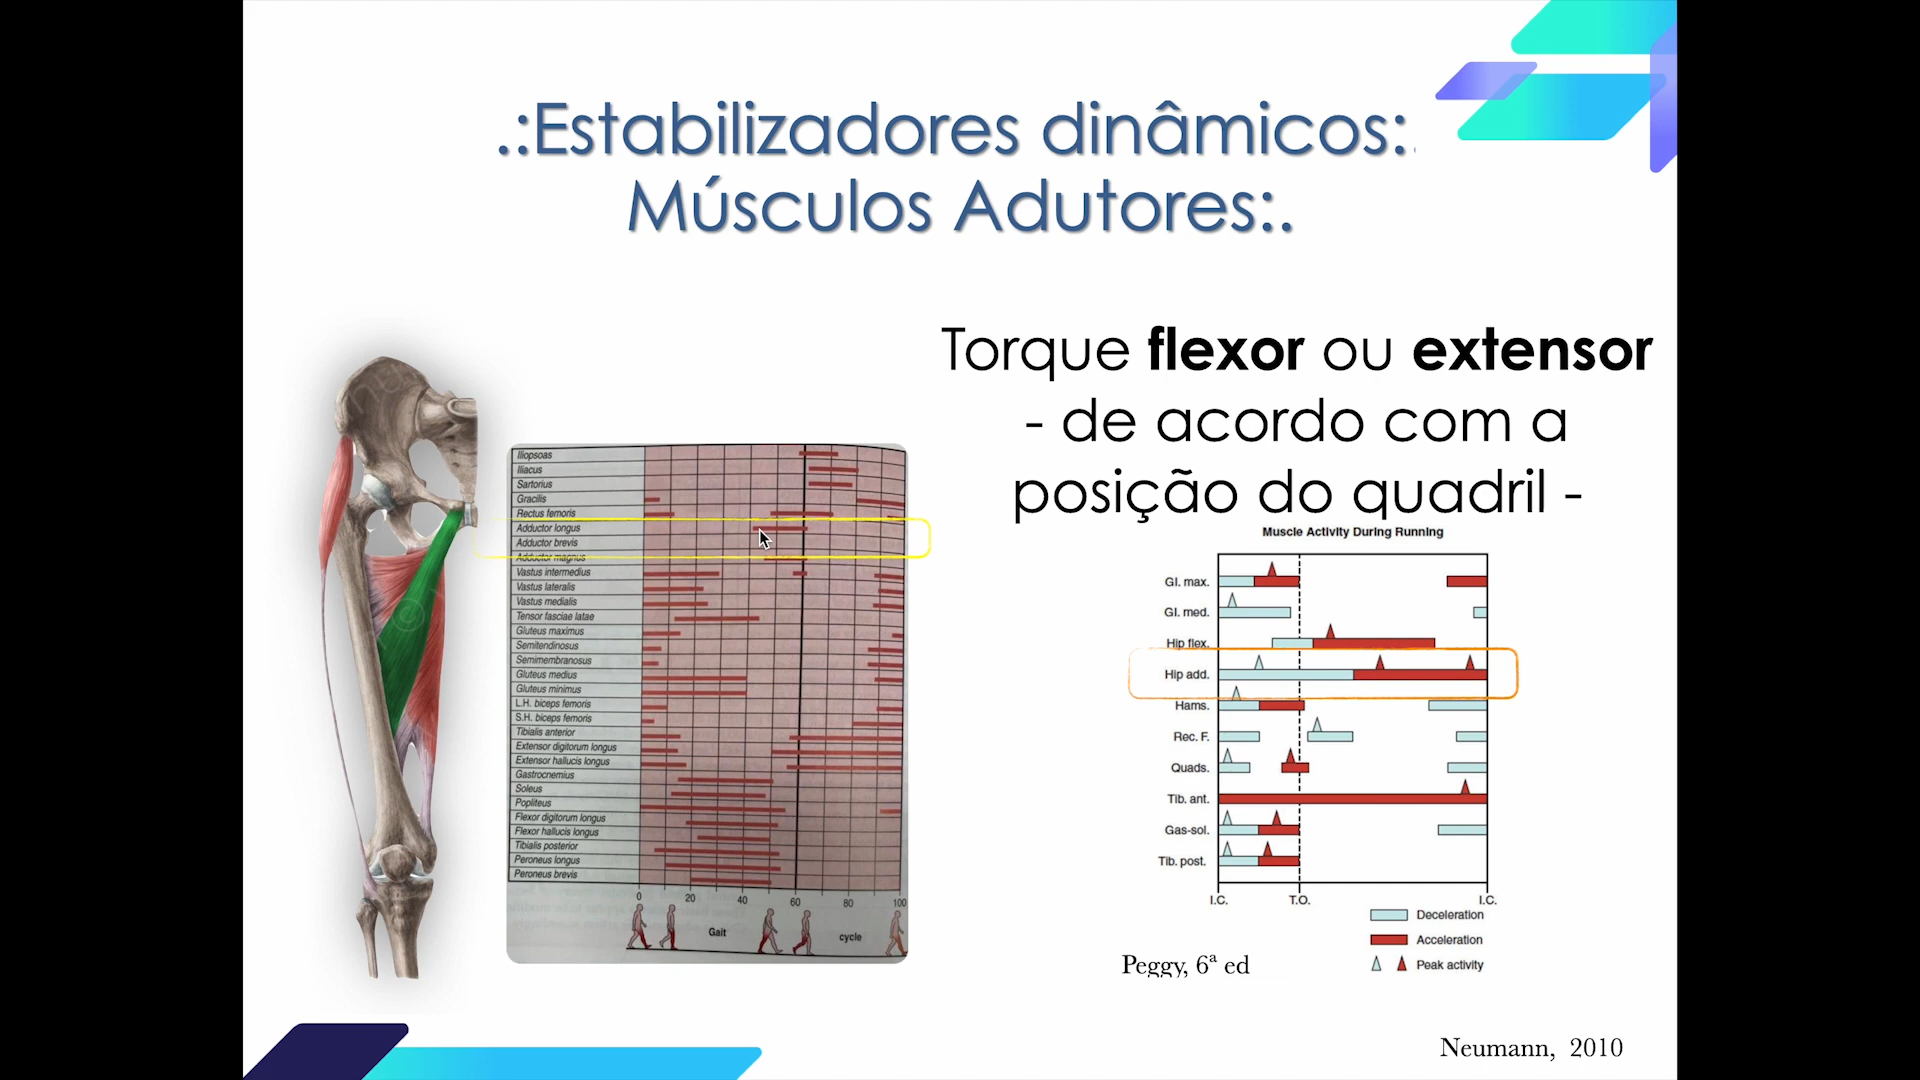 .:Estabilizadores dinâmicos:.
Músculos Adutores:.
Torque flexor ou extensor
- de acordo com a
posição do quadril -
Iliopsoas
Iliacus
Sartorius
Gracilis
Rectus femoris
Adductor longus
Adductor brevis
Adductor magnus
Vastus intermedius
Vastus lateralis
Vastus medialis
Tensor fasciae latae
Gluteus maximus
Semitendinosus
Semimembranosus
Gluteus medius
Gluteus minimus
L.H. biceps femoris
S.H. biceps femoris
Tibialis anterior
Extensor digitorum longus
Extensor hallucis longus
Gastrocnemius
Soleus
Popliteus
Flexor digitorum longus
Flexor hallucis longus
Tibialis posterior
Peroneus longus
Peroneus brevis
0 20 40 60 80 100
Gait cycle
Muscle Activity During Running
Gl. max.
Gl. med.
Hip flex.
Hip add.
Hams.
Rec. F.
Quads.
Tib. ant.
Gas-sol.
Tib. post.
I.C. T.O. I.C.
Deceleration
Acceleration
Peak activity
Peggy, 6ª ed
Neumann, 2010